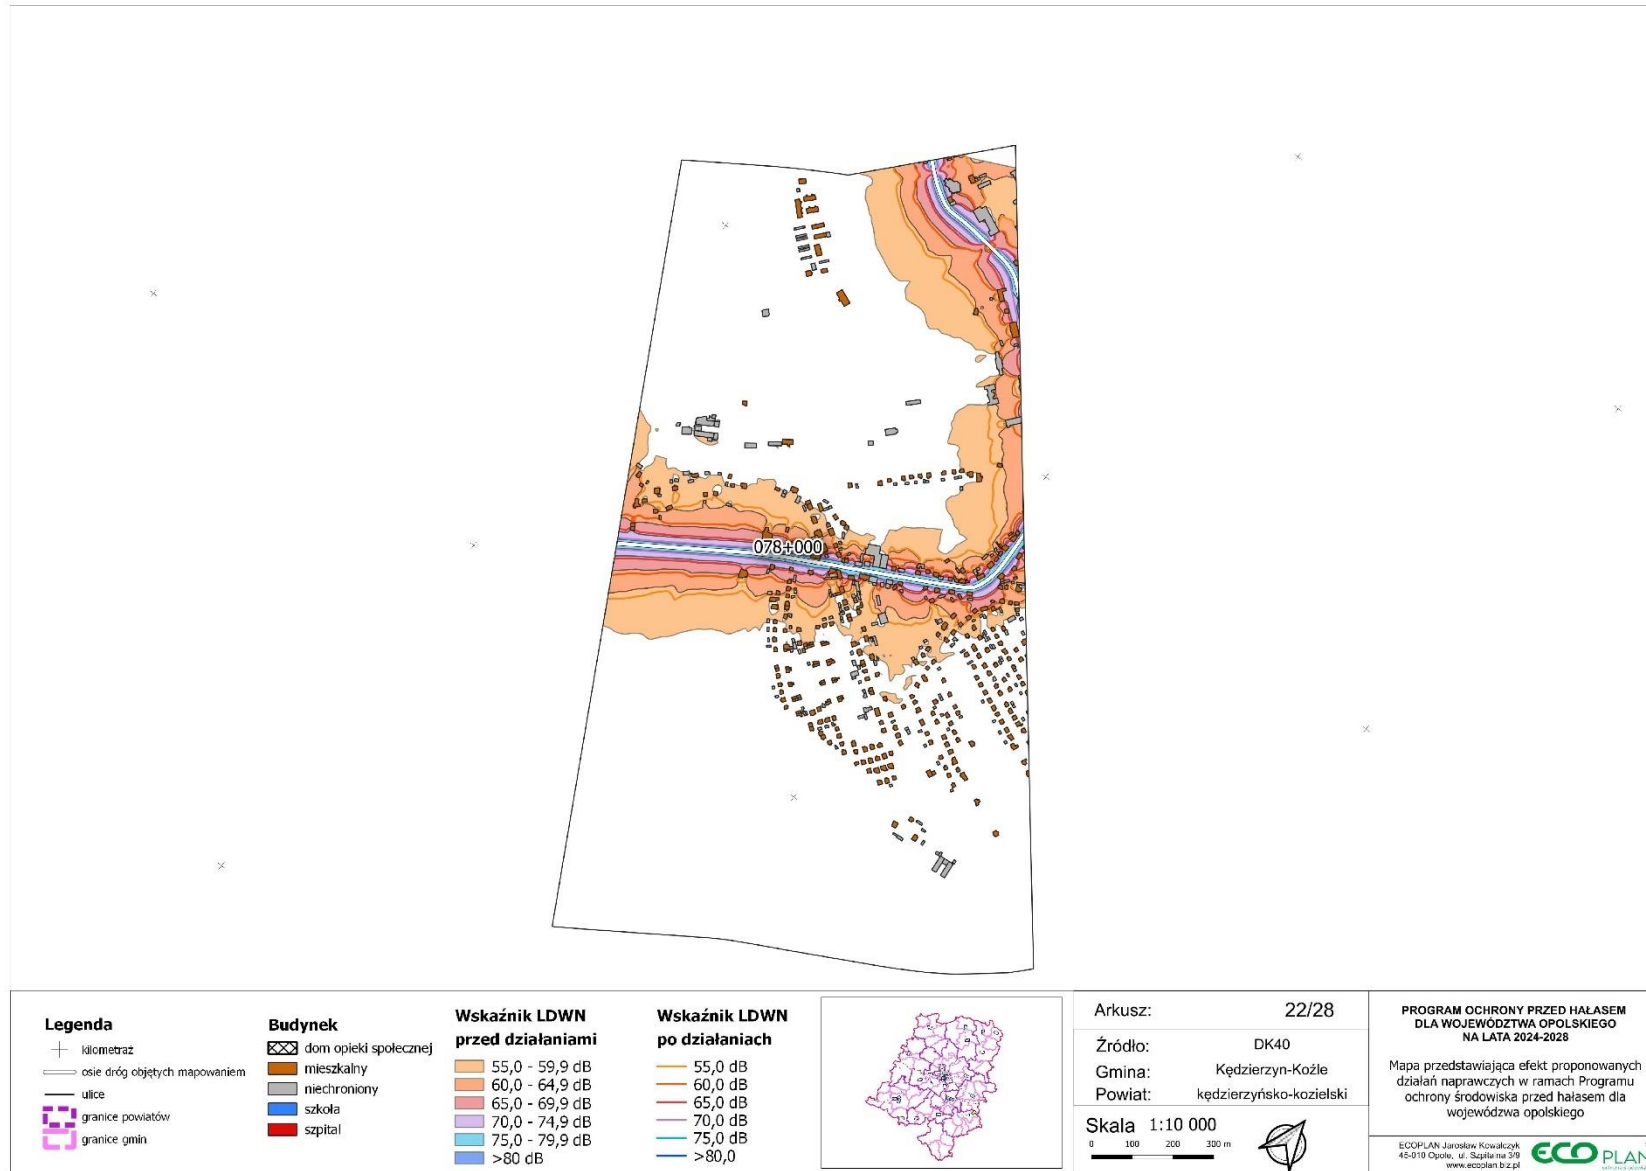 078+000
Legenda
kilometraż
osie dróg objętych mapowaniem
ulice
granice powiatów
granice gmin
Budynek
dom opieki społecznej
mieszkalny
niechroniony
szkoła
szpital
Wskaźnik LDWN
przed działaniami
55,0 - 59,9 dB
60,0 - 64,9 dB
65,0 - 69,9 dB
70,0 - 74,9 dB
75,0 - 79,9 dB
>80 dB
Wskaźnik LDWN
po działaniach
55,0 dB
60,0 dB
65,0 dB
70,0 dB
75,0 dB
>80,0
Arkusz: 22/28
Źródło: DK40
Gmina: Kędzierzyn-Koźle
Powiat: kędzierzyńsko-kozielski
Skala 1:10 000
0 100 200 300 m
PROGRAM OCHRONY PRZED HAŁASEM
DLA WOJEWÓDZTWA OPOLSKIEGO
NA LATA 2024-2028
Mapa przedstawiająca efekt proponowanych
działań naprawczych w ramach Programu
ochrony środowiska przed hałasem dla
wojewódzwa opolskiego
ECOPLAN Jarosław Kowalczyk
45-010 Opole, ul. Szpitalna 3/9
www.ecoplan.biz.pl
ECO PLAN